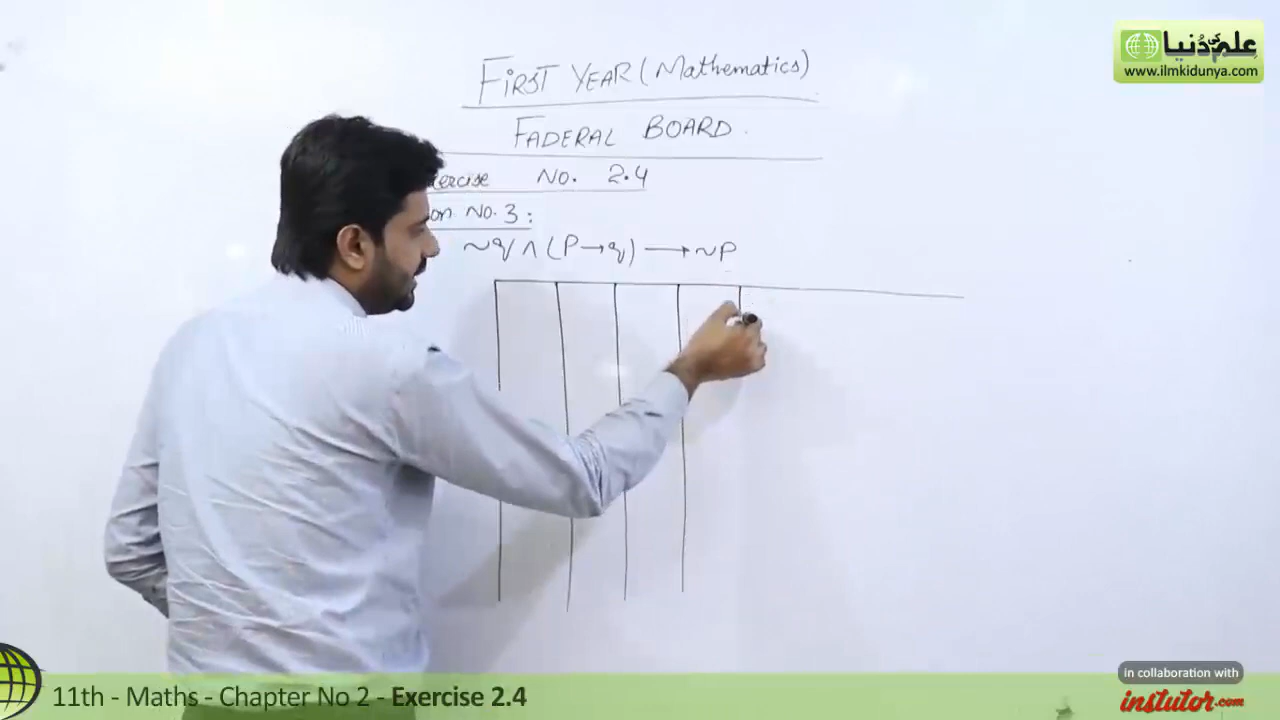 علم کی دُنیا
www.ilmkidunya.com
FIRST YEAR (Mathematics)
FADERAL BOARD.
ercise No. 2.4
on No. 3:
~q ∧ (P → q) → ~P
11th - Maths - Chapter No 2 - Exercise 2.4
in collaboration with
instutor.com